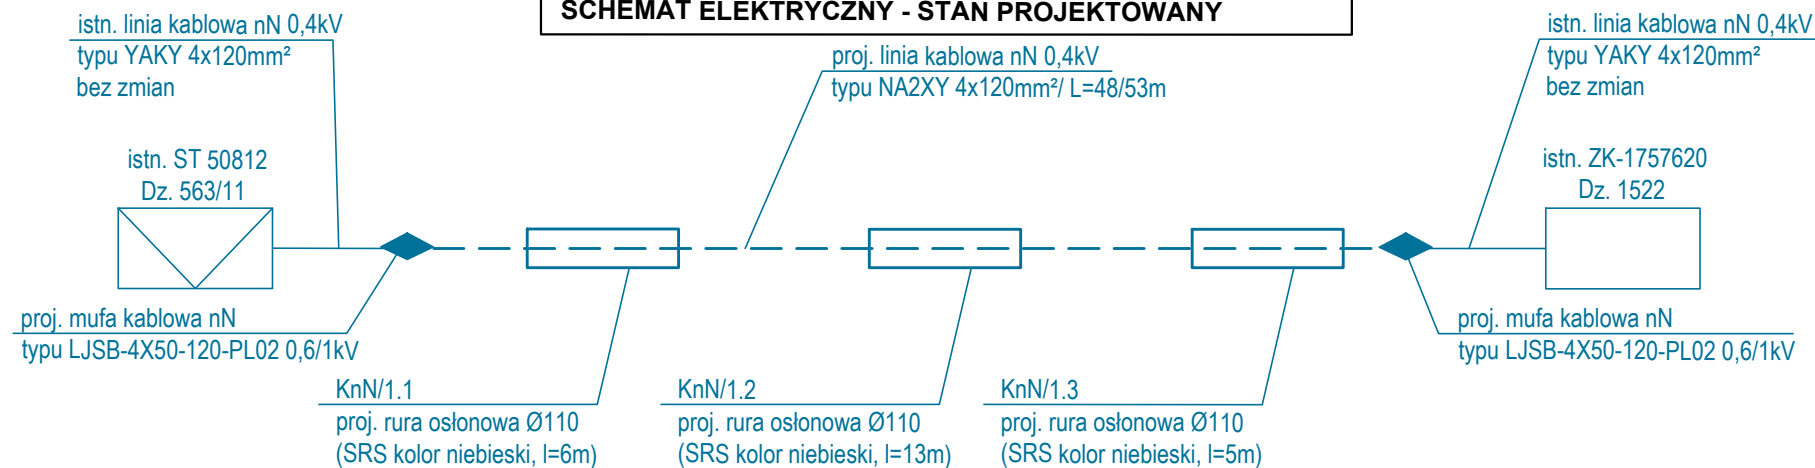 SCHEMAT ELEKTRYCZNY - STAN PROJEKTOWANY
istn. linia kablowa nN 0,4kV
typu YAKY 4x120mm²
bez zmian
proj. linia kablowa nN 0,4kV
typu NA2XY 4x120mm²/ L=48/53m
istn. linia kablowa nN 0,4kV
typu YAKY 4x120mm²
bez zmian
istn. ST 50812
Dz. 563/11
istn. ZK-1757620
Dz. 1522
proj. mufa kablowa nN
typu LJSB-4X50-120-PL02 0,6/1kV
proj. mufa kablowa nN
typu LJSB-4X50-120-PL02 0,6/1kV
KnN/1.1
proj. rura osłonowa Ø110
(SRS kolor niebieski, l=6m)
KnN/1.2
proj. rura osłonowa Ø110
(SRS kolor niebieski, l=13m)
KnN/1.3
proj. rura osłonowa Ø110
(SRS kolor niebieski, l=5m)